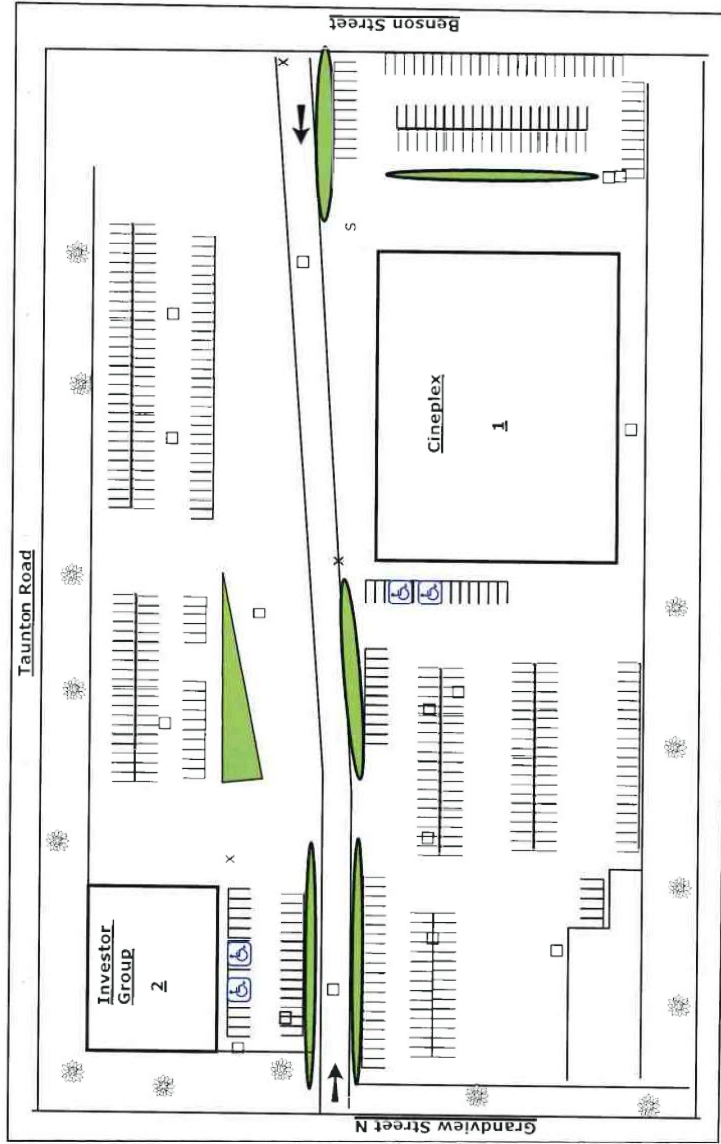 Taunton Road
Benson Street
Investor
Group
2
Cineplex
1
X
X
X
S
Grandview Street N